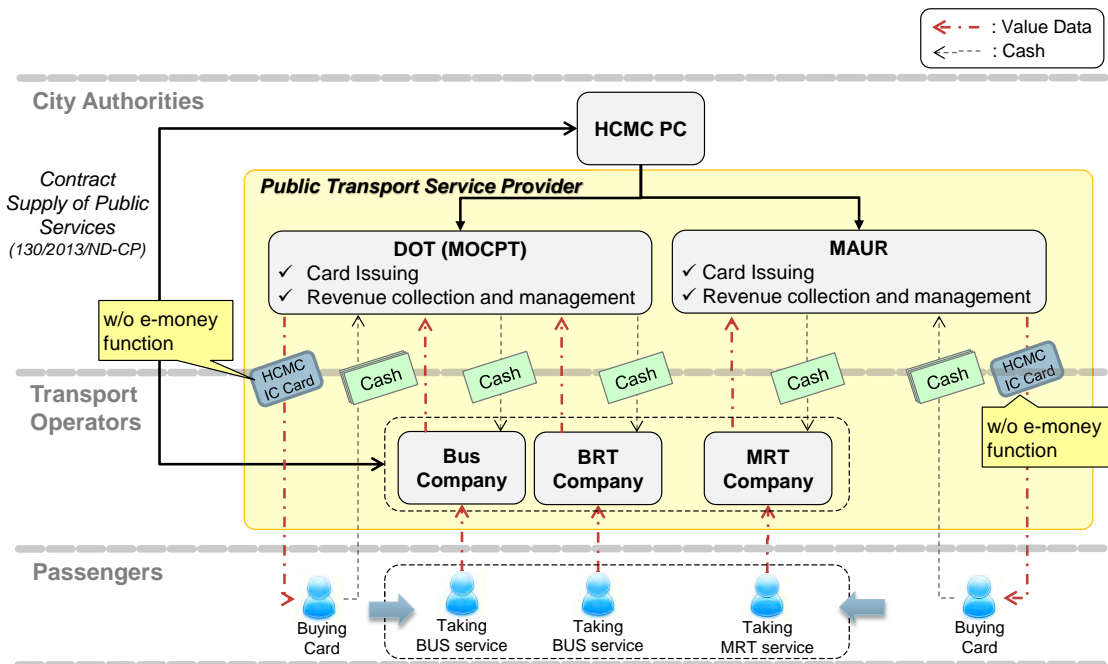 : Value Data
: Cash
City Authorities
HCMC PC
Contract
Supply of Public
Services
(130/2013/ND-CP)
Public Transport Service Provider
DOT (MOCPT)
✓ Card Issuing
✓ Revenue collection and management
MAUR
✓ Card Issuing
✓ Revenue collection and management
w/o e-money
function
HCMC
IC Card
Cash
Cash
Cash
Cash
Cash
HCMC
IC Card
w/o e-money
function
Transport
Operators
Bus
Company
BRT
Company
MRT
Company
Passengers
Buying
Card
Taking
BUS service
Taking
BUS service
Taking
MRT service
Buying
Card